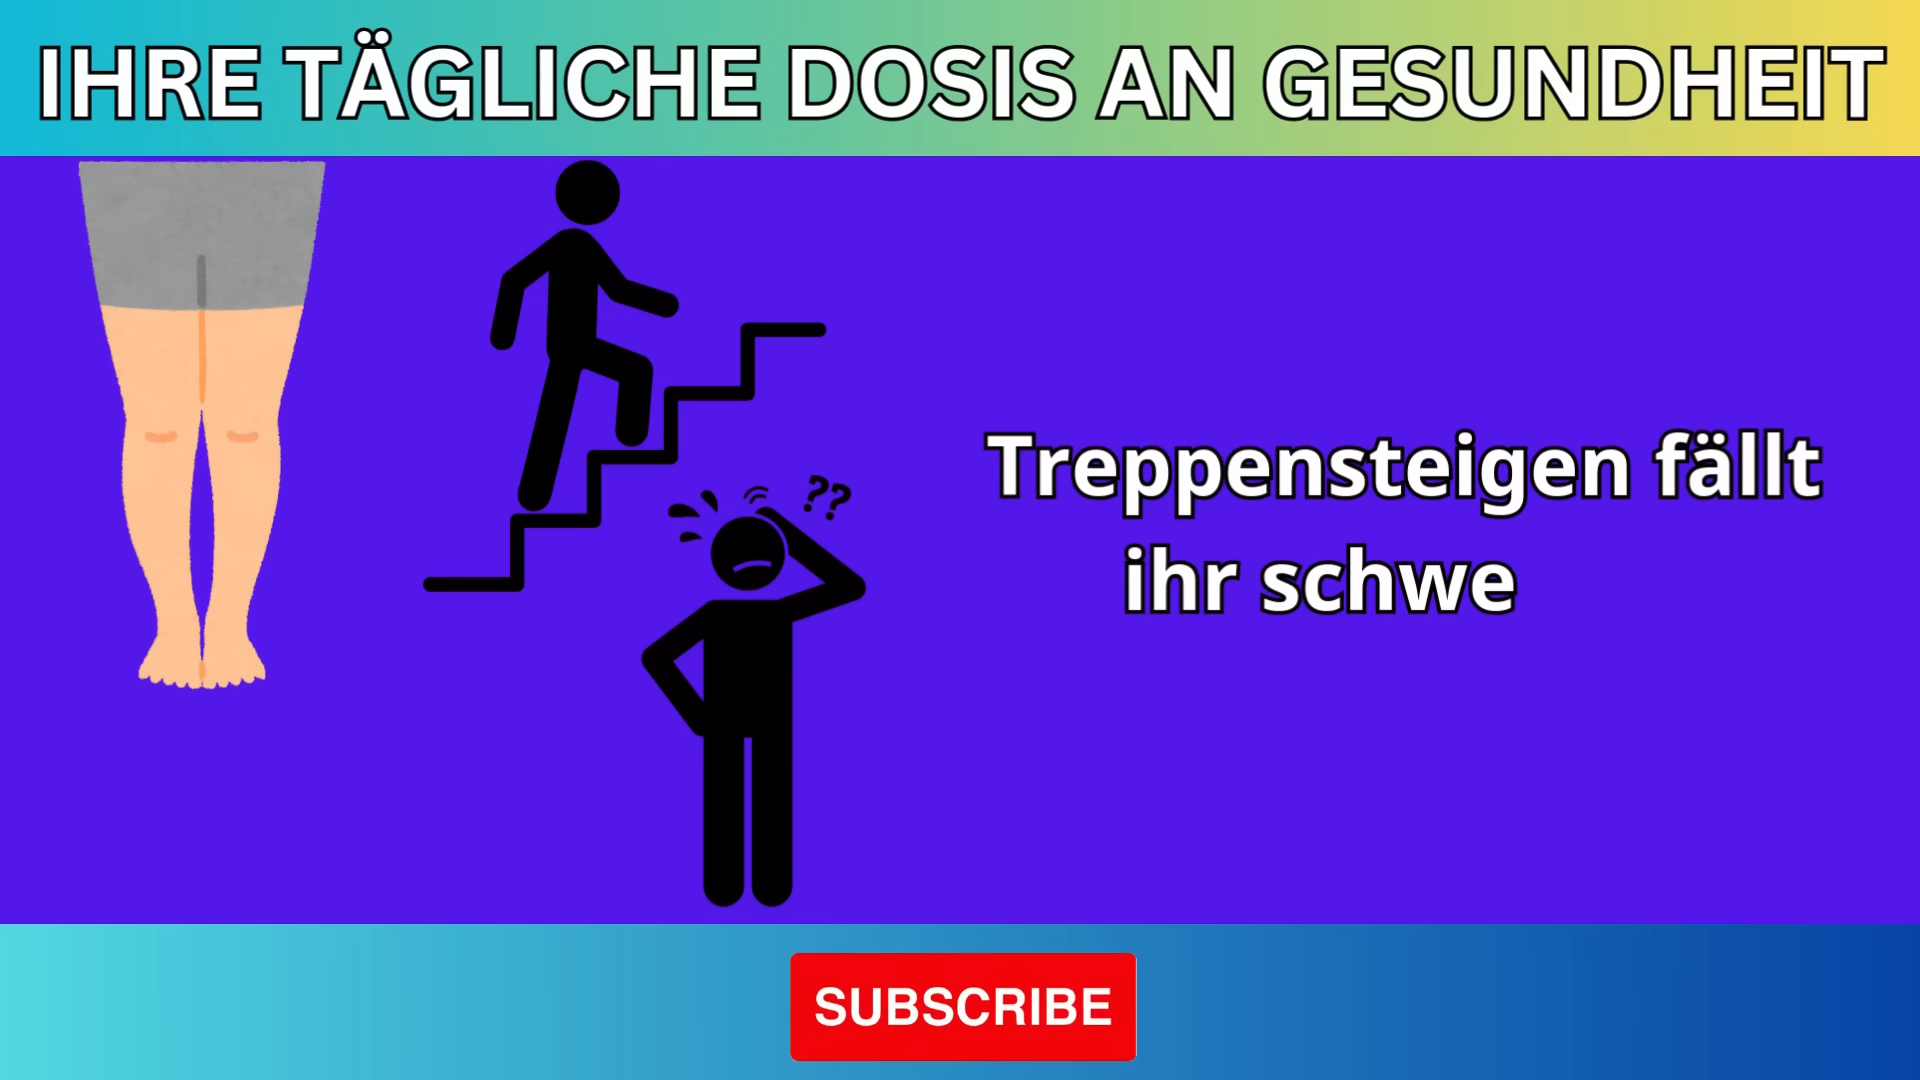 IHRE TÄGLICHE DOSIS AN GESUNDHEIT
??
Treppensteigen fällt
ihr schwe
SUBSCRIBE